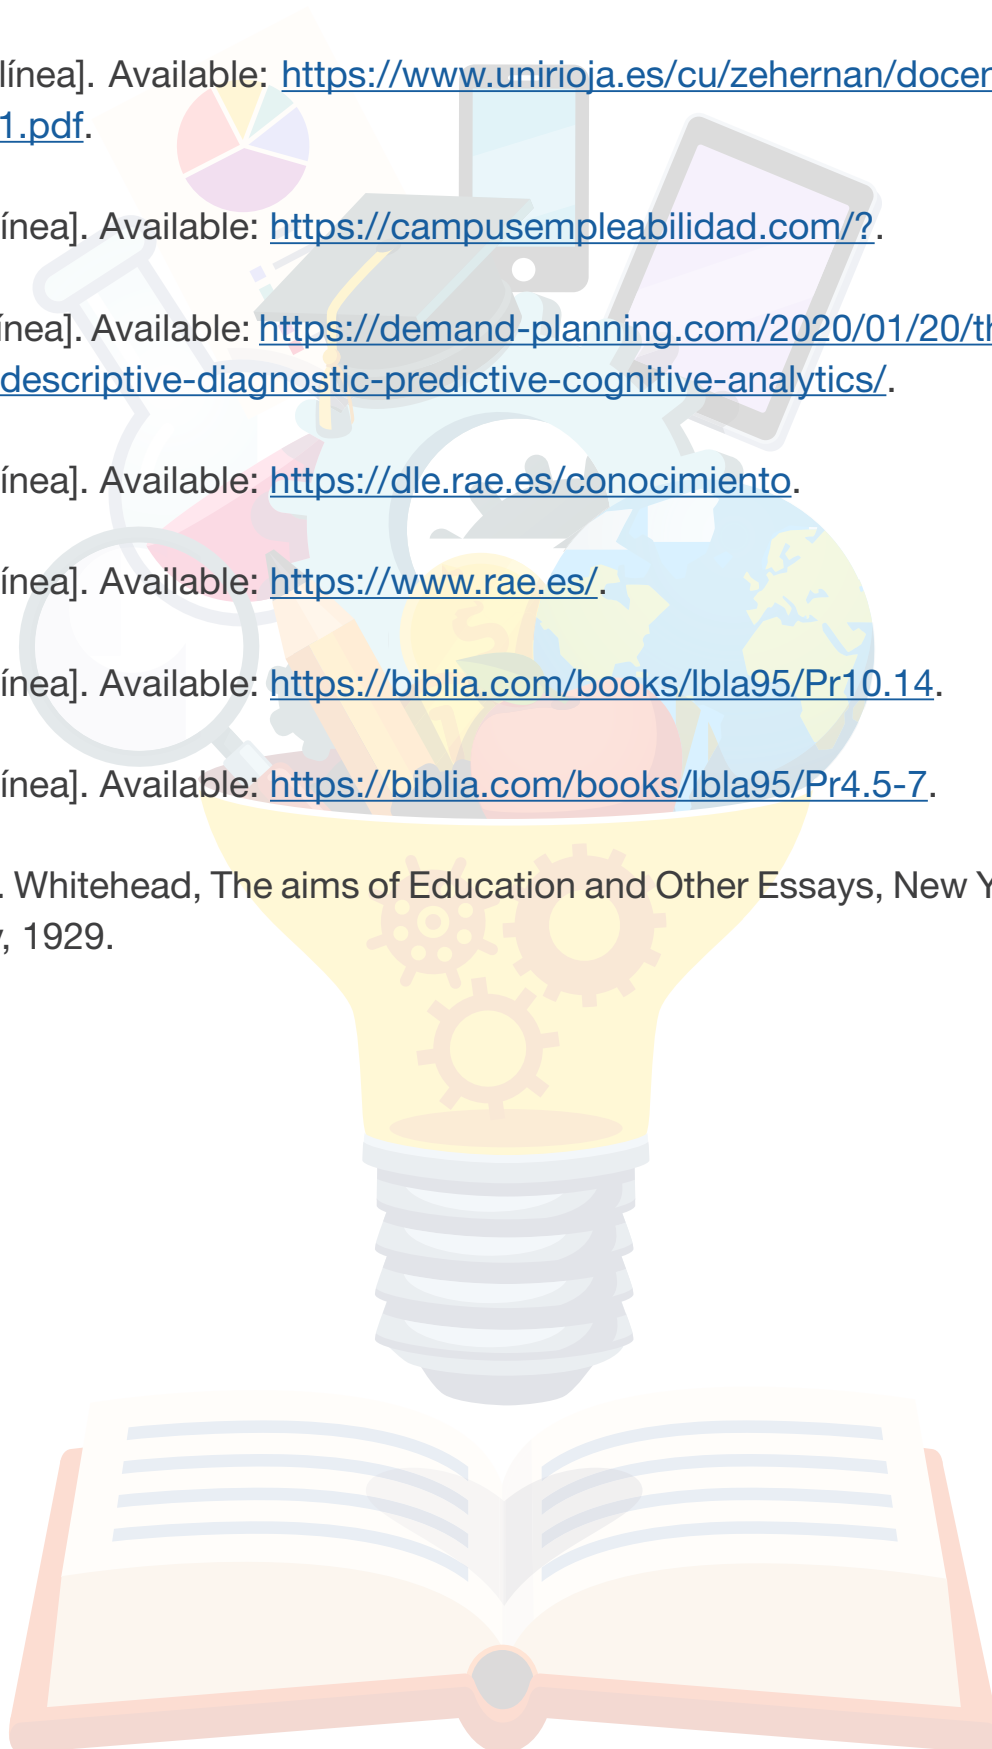 línea]. Available: https://www.unirioja.es/cu/zehernan/docen
1.pdf.
ínea]. Available: https://campusempleabilidad.com/?.
ínea]. Available: https://demand-planning.com/2020/01/20/th
descriptive-diagnostic-predictive-cognitive-analytics/.
ínea]. Available: https://dle.rae.es/conocimiento.
ínea]. Available: https://www.rae.es/.
ínea]. Available: https://biblia.com/books/lbla95/Pr10.14.
ínea]. Available: https://biblia.com/books/lbla95/Pr4.5-7.
. Whitehead, The aims of Education and Other Essays, New Y
, 1929.